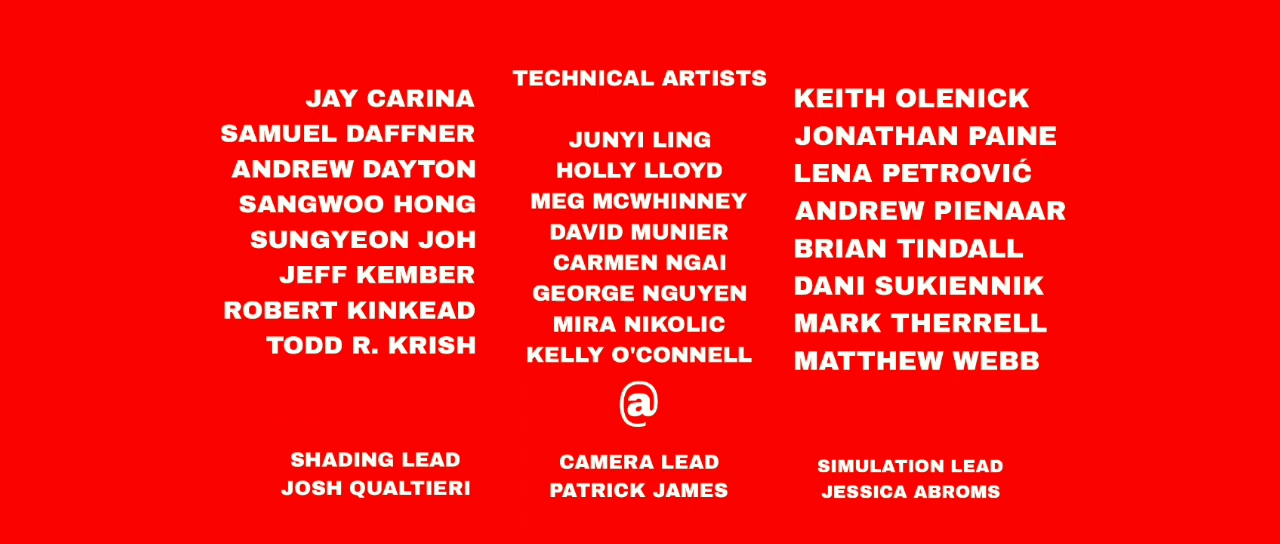 TECHNICAL ARTISTS
JAY CARINA
SAMUEL DAFFNER
ANDREW DAYTON
SANGWOO HONG
SUNGYEON JOH
JEFF KEMBER
ROBERT KINKEAD
TODD R. KRISH
JUNYI LING
HOLLY LLOYD
MEG MCWHINNEY
DAVID MUNIER
CARMEN NGAI
GEORGE NGUYEN
MIRA NIKOLIC
KELLY O'CONNELL
KEITH OLENICK
JONATHAN PAINE
LENA PETROVIĆ
ANDREW PIENAAR
BRIAN TINDALL
DANI SUKIENNIK
MARK THERRELL
MATTHEW WEBB
@
SHADING LEAD
JOSH QUALTIERI
CAMERA LEAD
PATRICK JAMES
SIMULATION LEAD
JESSICA ABROMS